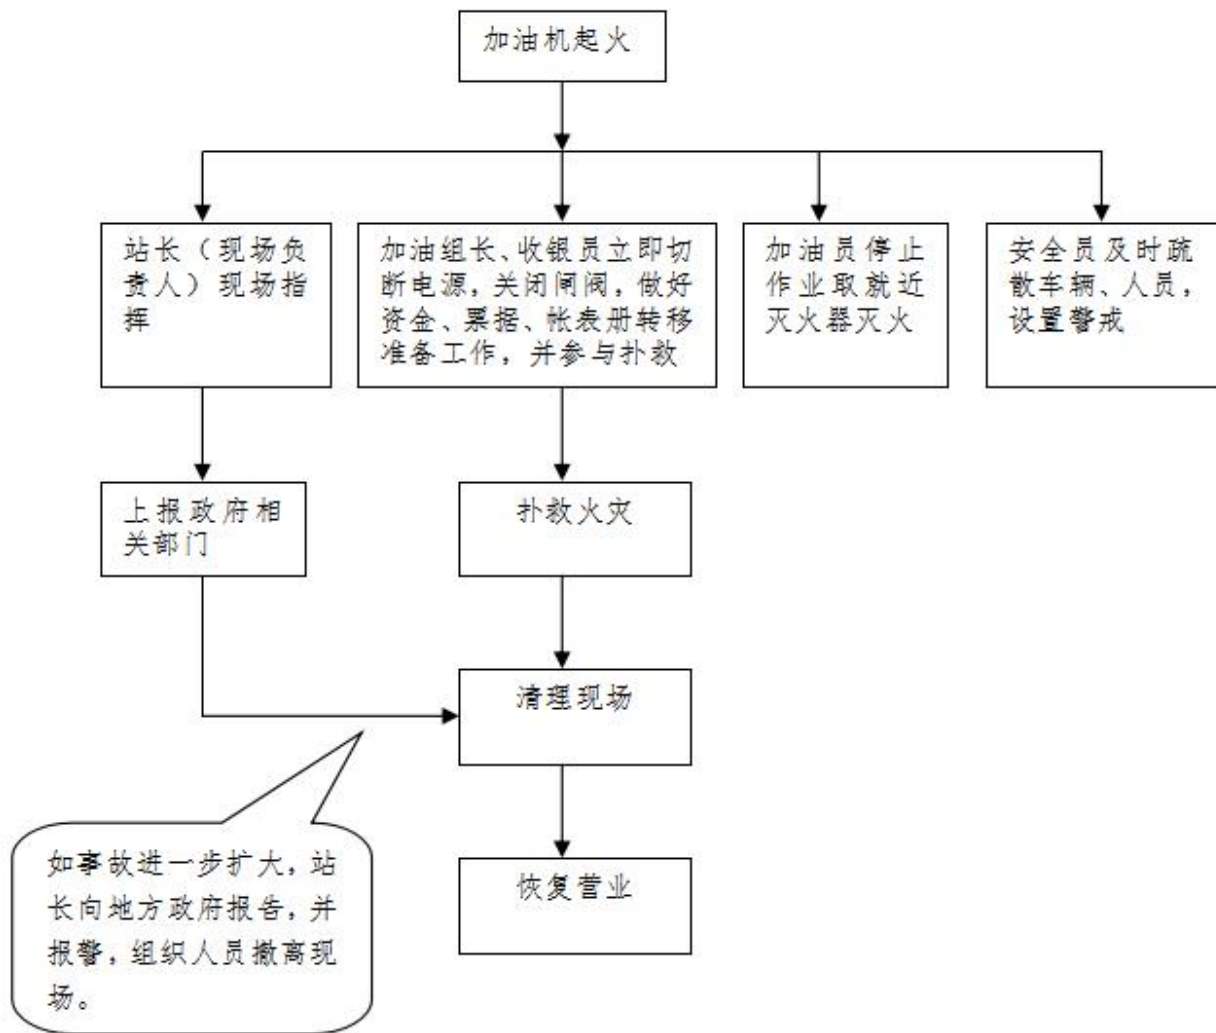 加油机起火
站长（现场负
责人）现场指
挥
加油组长、收银员立即切
断电源，关闭闸阀，做好
资金、票据、帐表册转移
准备工作，并参与扑救
加油员停止
作业取就近
灭火器灭火
安全员及时疏
散车辆、人员，
设置警戒
上报政府相
关部门
扑救火灾
清理现场
如事故进一步扩大，站
长向地方政府报告，并
报警，组织人员撤离现
场。
恢复营业